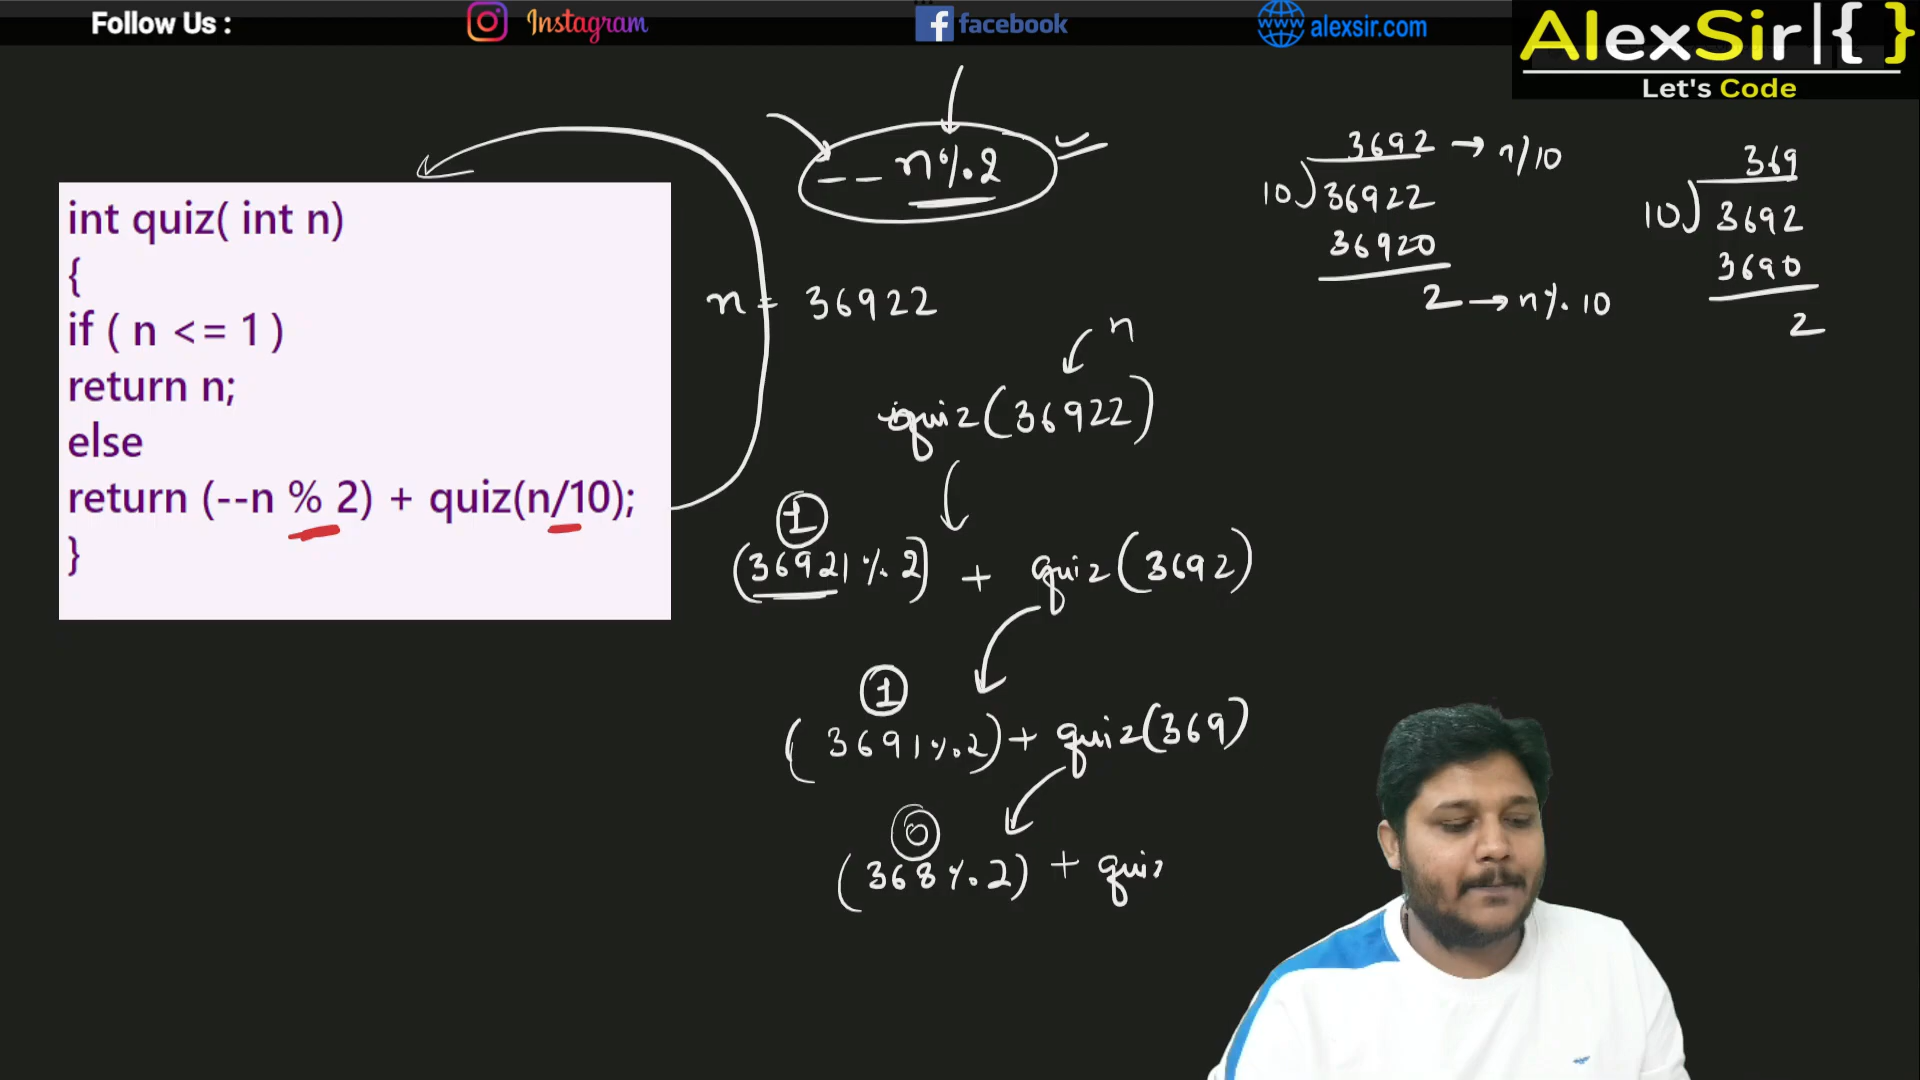 Follow Us :
Instagram
facebook
alexsir.com
AlexSir|{ }
Let's Code
int quiz( int n)
{
if ( n <= 1 )
return n;
else
return (--n % 2) + quiz(n/10);
}
--n%2
n = 36922
n
quiz(36922)
1
(36921%2) + quiz(3692)
1
(3691%2) + quiz(369)
0
(368%2) + quiz
3692 → n/10
10)36922
36920
2 → n%10
369
10)3692
3690
2